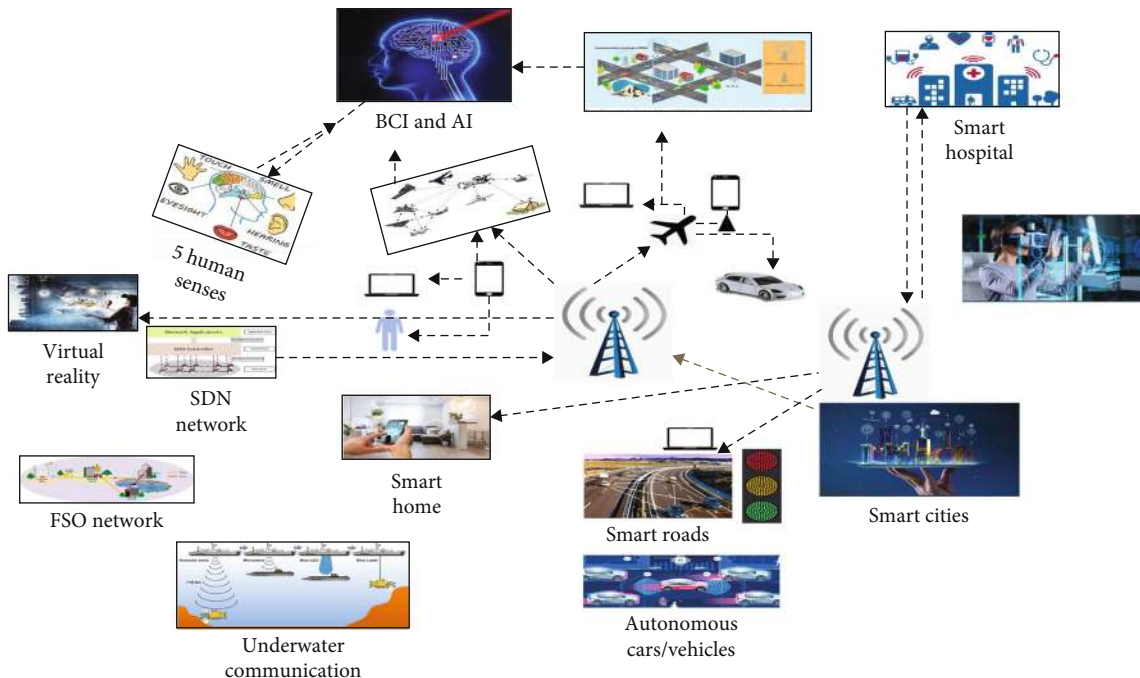 BCI and AI
Smart
hospital
TOUCH
SMELL
EYESIGHT
HEARING
TASTE
5 human
senses
Virtual
reality
SDN
network
Smart
home
Smart roads
Smart cities
FSO network
Autonomous
cars/vehicles
Underwater
communication